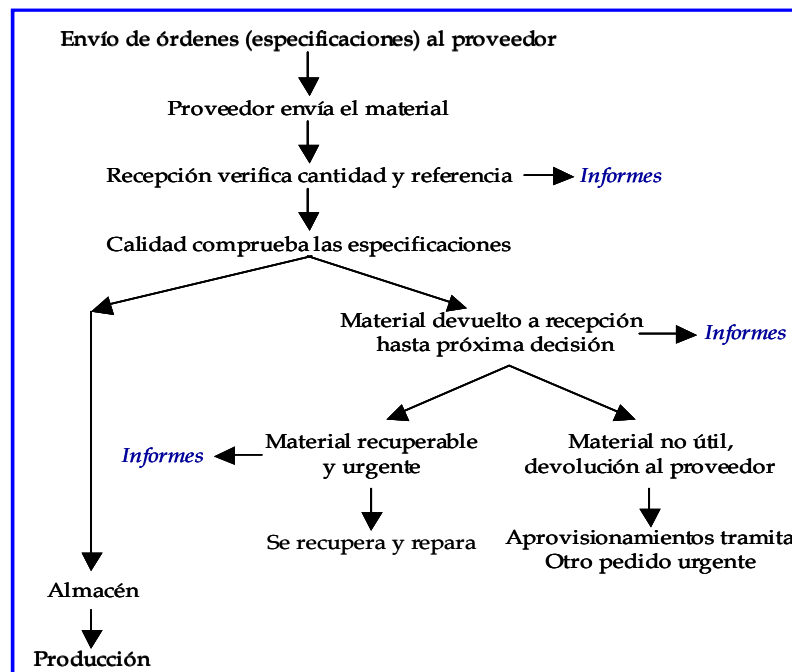 Envío de órdenes (especificaciones) al proveedor
Proveedor envía el material
Recepción verifica cantidad y referencia
Informes
Calidad comprueba las especificaciones
Material devuelto a recepción
hasta próxima decisión
Informes
Informes
Material recuperable
y urgente
Material no útil,
devolución al proveedor
Se recupera y repara
Aprovisionamientos tramita
Otro pedido urgente
Almacén
Producción